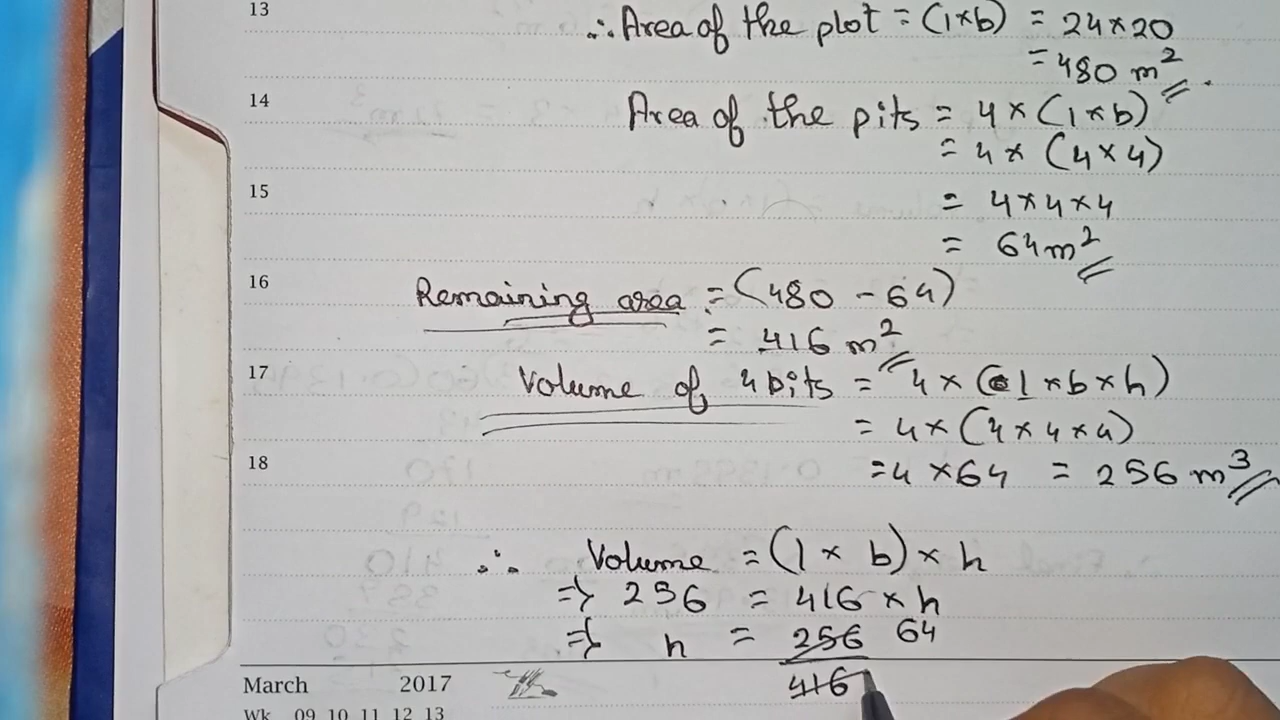 13
∴ Area of the plot = (l×b) = 24×20
= 480 m²
14
Area of the pits = 4 × (l×b)
= 4 × (4×4)
15
= 4×4×4
= 64m²
16
Remaining area = (480 - 64)
= 416 m²
17
Volume of 4 pits = 4 × (l×b×h)
= 4×(4×4×4)
18
= 4 ×64 = 256 m³
∴ Volume = (l × b) × h
⇒ 256 = 416 × h
⇒ h = 256 64
416
March 2017
Wk 09 10 11 12 13